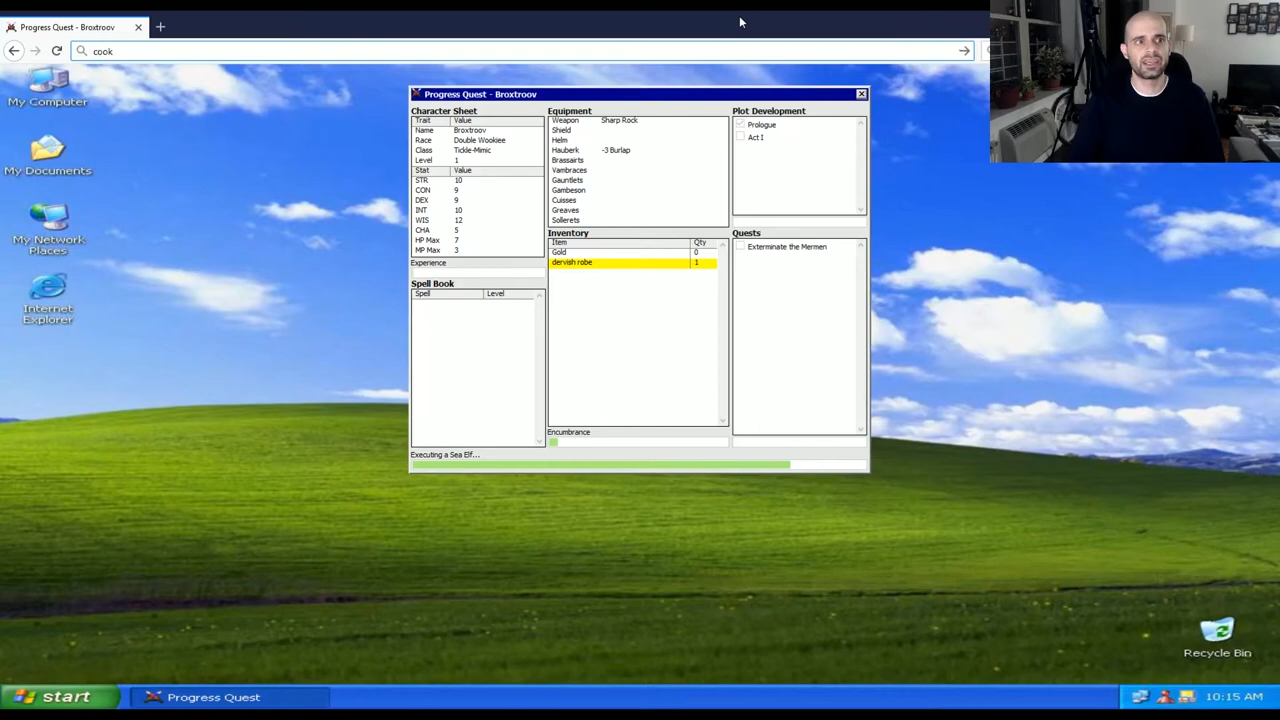 Progress Quest - Broxtroov
cook
My Computer
My Documents
My Network
Places
Internet
Explorer
Progress Quest - Broxtroov
Character Sheet
Trait Value
Name Broxtroov
Race Double Wookiee
Class Tickle-Mimic
Level 1
Stat Value
STR 10
CON 9
DEX 9
INT 10
WIS 12
CHA 5
HP Max 7
MP Max 3
Experience
Spell Book
Spell Level
Equipment
Weapon Sharp Rock
Shield
Helm
Hauberk -3 Burlap
Brassairts
Vambraces
Gauntlets
Gambeson
Cuisses
Greaves
Sollerets
Inventory
Item Qty
Gold 0
dervish robe 1
Encumbrance
Plot Development
Prologue
Act I
Quests
Exterminate the Mermen
Executing a Sea Elf...
Recycle Bin
start
Progress Quest
10:15 AM